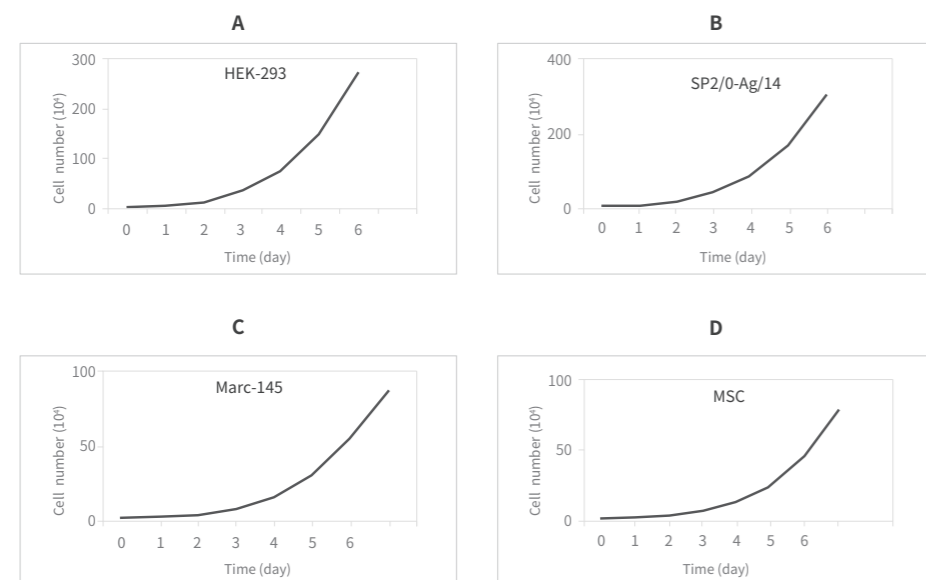 A
300
HEK-293
200
100
0
Cell number (10⁴)
0 1 2 3 4 5 6
Time (day)
B
400
SP2/0-Ag/14
200
0
Cell number (10⁴)
0 1 2 3 4 5 6
Time (day)
C
100
Marc-145
50
0
Cell number (10⁴)
0 1 2 3 4 5 6
Time (day)
D
100
MSC
50
0
Cell number (10⁴)
0 1 2 3 4 5 6
Time (day)